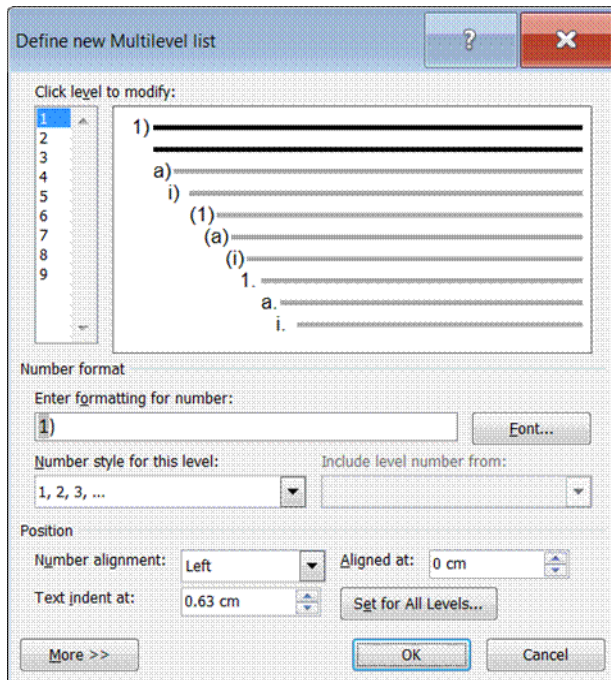 Define new Multilevel list
?
Click level to modify:
1
2
3
4
5
6
7
8
9
1)
a)
i)
(1)
(a)
(i)
1.
a.
i.
Number format
Enter formatting for number:
1)
Font...
Number style for this level:
Include level number from:
1, 2, 3, ...
Position
Number alignment:
Left
Aligned at:
0 cm
Text indent at:
0.63 cm
Set for All Levels...
More >>
OK
Cancel